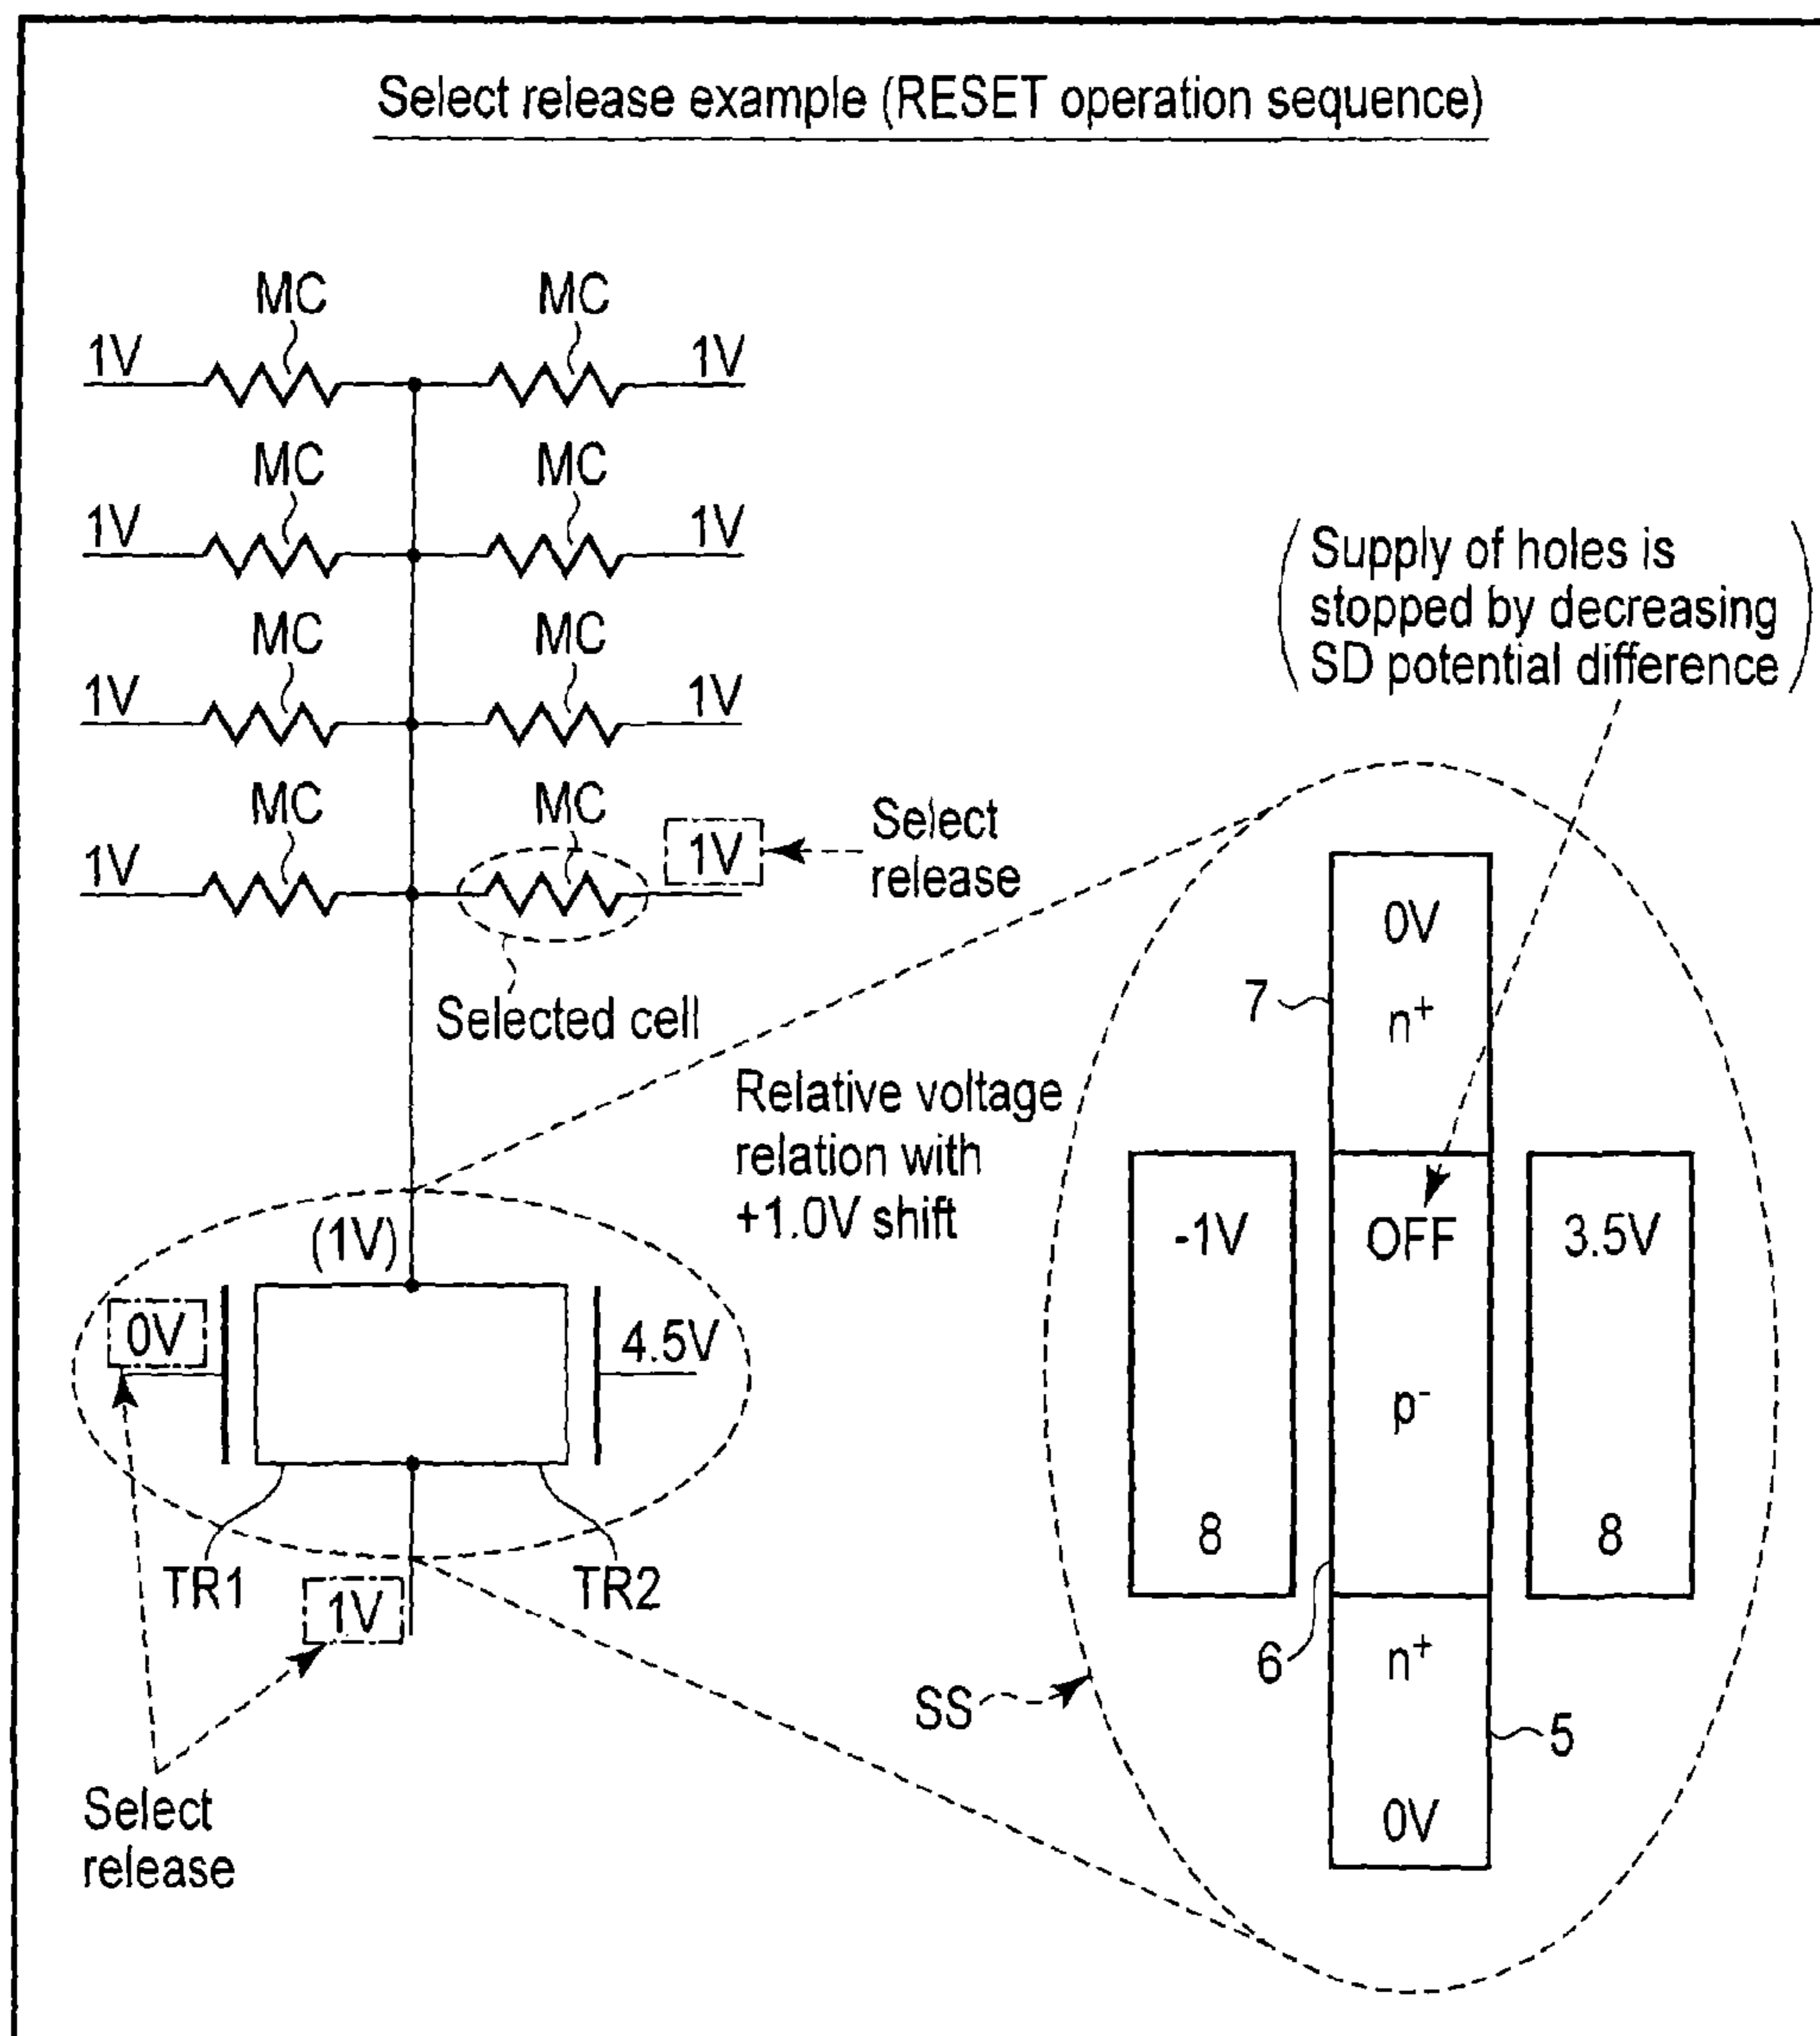 Select release example (RESET operation sequence)
MC MC
1V 1V
MC MC
1V 1V
MC MC
1V 1V
MC MC
1V 1V
Select
release
Selected cell
Supply of holes is
stopped by decreasing
SD potential difference
Relative voltage
relation with
+1.0V shift
(1V)
0V 4.5V
TR1 TR2
1V
Select
release
0V
7
n+
-1V OFF 3.5V
p-
8 8
6
n+
SS
5
0V